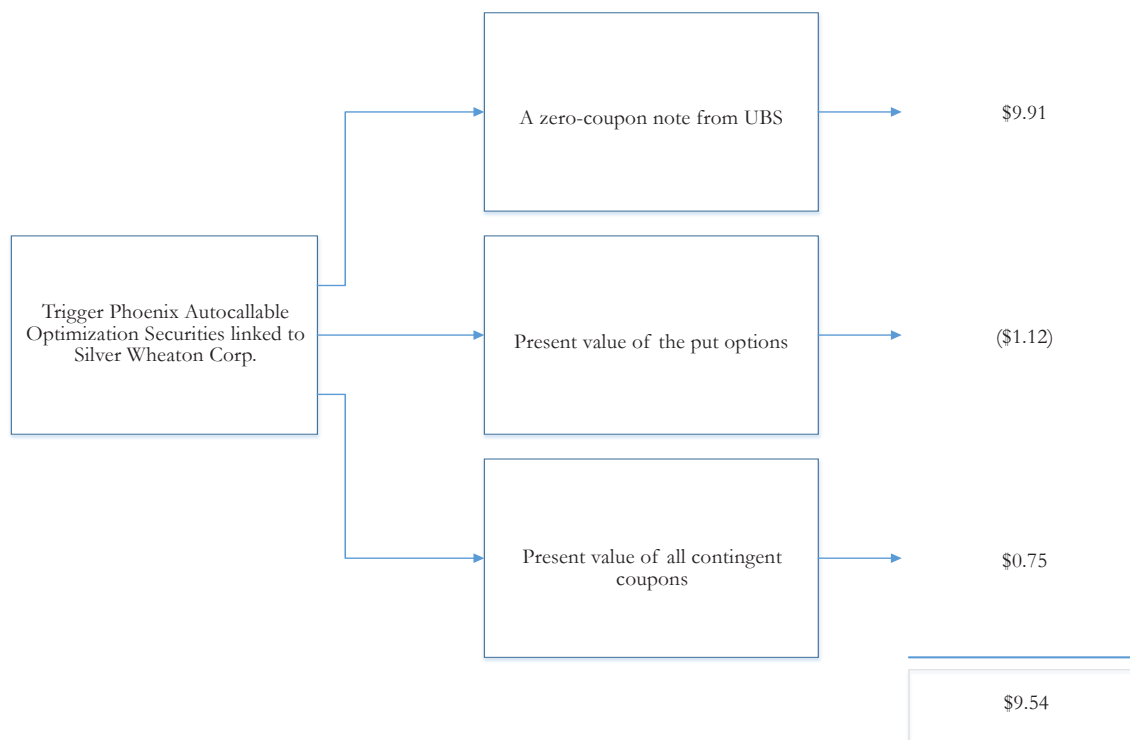 A zero-coupon note from UBS
$9.91
Trigger Phoenix Autocallable
Optimization Securities linked to
Silver Wheaton Corp.
Present value of the put options
($1.12)
Present value of all contingent
coupons
$0.75
$9.54